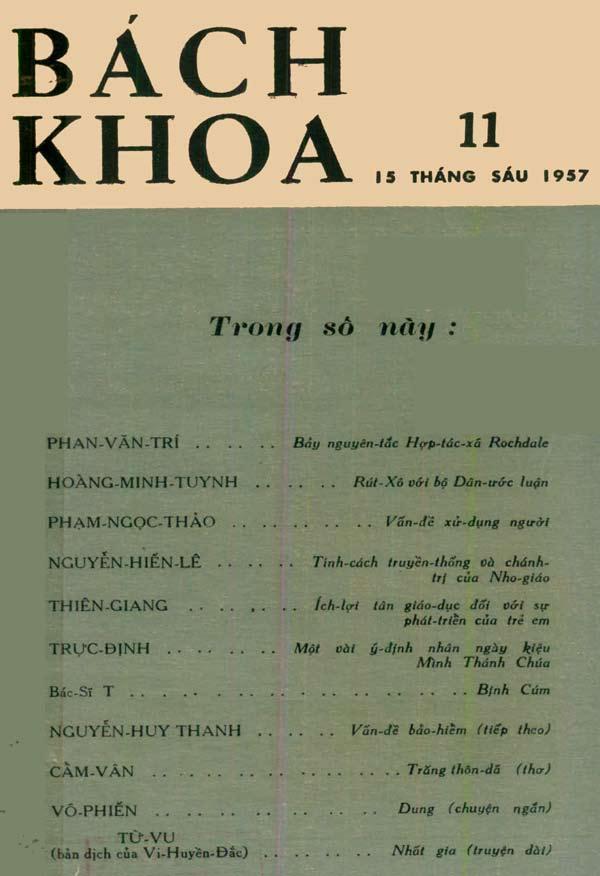 BÁCH
KHOA
11
15 THÁNG SÁU 1957
Trong số này :
PHAN-VĂN-TRÍ . . . . . . Bảy nguyên-tắc Hợp-tác-xã Rochdale
HOÀNG-MINH-TUYNH . . . . . Rút-Xô với bộ Dân-ước luận
PHẠM-NGỌC-THẢO . . . . . . . . Vấn-đề xử-dụng người
NGUYỄN-HIẾN-LÊ . . . . . Tính-cách truyền-thống và chánh-
trị của Nho-giáo
THIÊN-GIANG . . . . . . Ích-lợi tân giáo-dục đối với sự
phát-triển của trẻ em
TRỰC-ĐỊNH . . . . . . . Một vài ý-định nhân ngày kiệu
Mình Thánh Chúa
Bác-Sĩ T . . . . . . . . . . . . . . . . . . . . Bịnh Cúm
NGUYỄN-HUY THANH . . . . . Vấn-đề bảo-hiểm (tiếp theo)
CẦM-VÂN . . . . . . . . . . . . . . . . Trăng thôn-dã (thơ)
VÕ-PHIẾN . . . . . . . . . . . . . . Dung (chuyện ngắn)
TỪ-VU
(bản dịch của Vi-Huyền-Đắc) . . . . . . . Nhất gia (truyện dài)